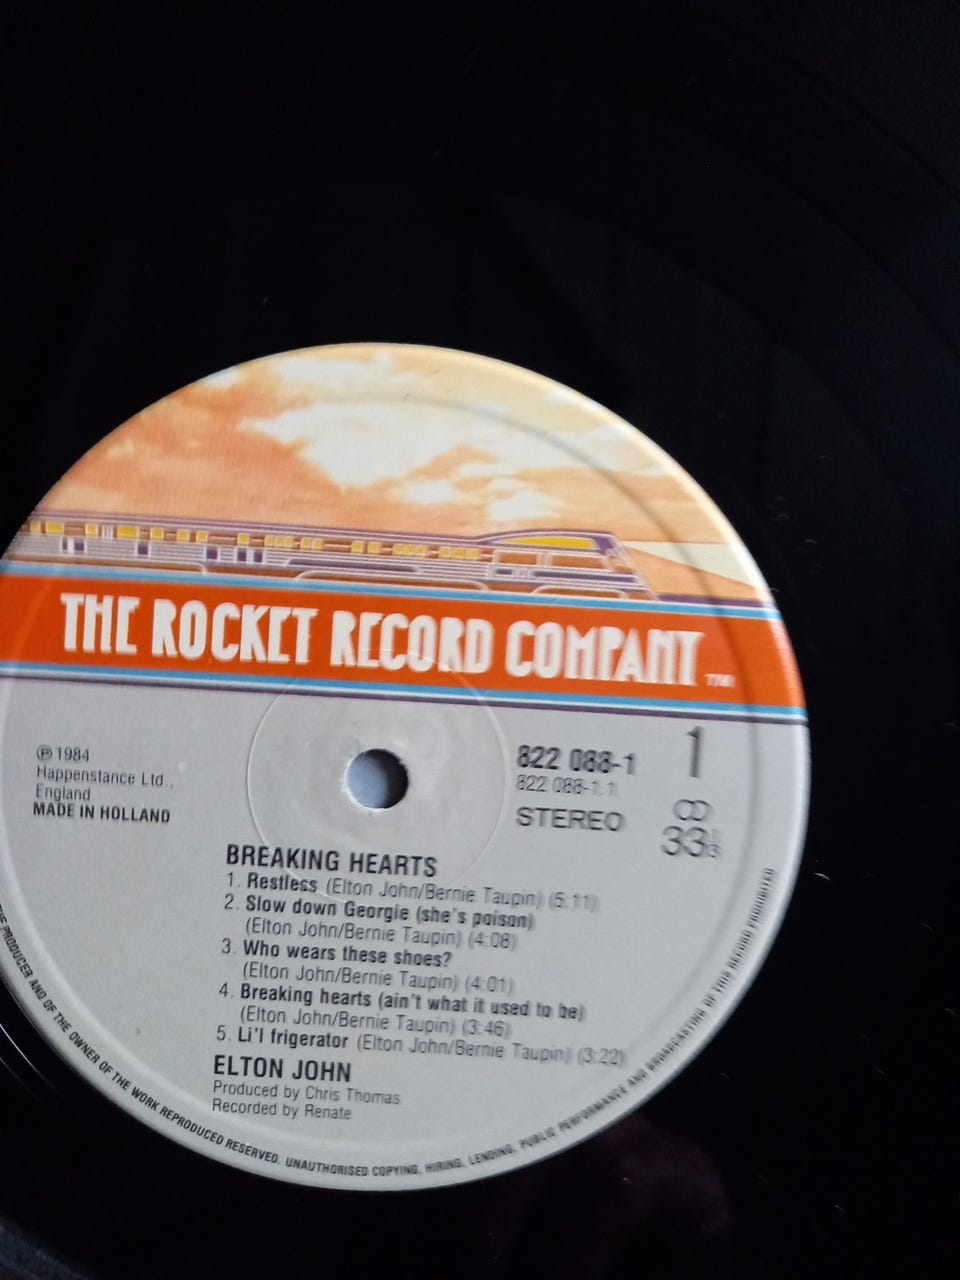 THE ROCKET RECORD COMPANY
℗ 1984
Happenstance Ltd.,
England
MADE IN HOLLAND
822 088-1
822 088-1.1
STEREO
1
33 1/3
BREAKING HEARTS
1. Restless (Elton John/Bernie Taupin) (5:11)
2. Slow down Georgie (she's poison)
(Elton John/Bernie Taupin) (4:08)
3. Who wears these shoes?
(Elton John/Bernie Taupin) (4:01)
4. Breaking hearts (ain't what it used to be)
(Elton John/Bernie Taupin) (3:46)
5. Li'l frigerator (Elton John/Bernie Taupin) (3:22)
ELTON JOHN
Produced by Chris Thomas
Recorded by Renate
PRODUCER AND OF THE OWNER OF THE WORK REPRODUCED RESERVED. UNAUTHORISED COPYING, HIRING, LENDING, PUBLIC PERFORMANCE AND BROADCASTING OF THIS RECORD PROHIBITED